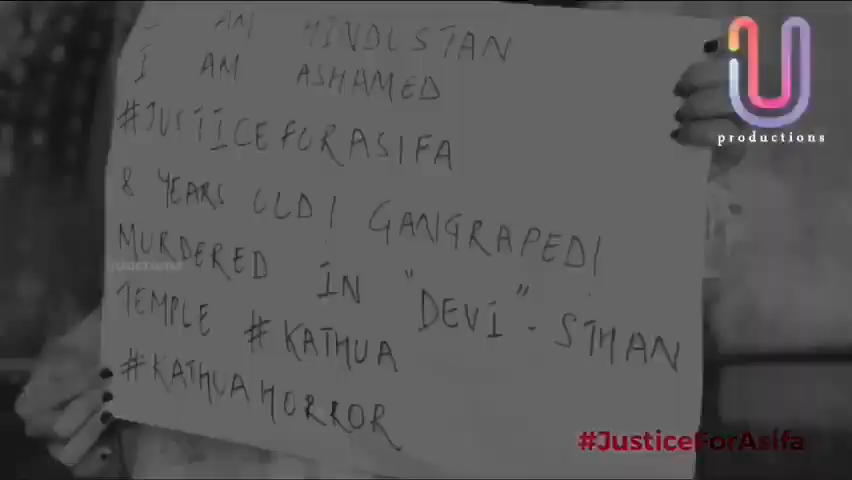 I AM HINDUSTAN
I AM ASHAMED
#JUSTICEFORASIFA
8 YEARS OLD! GANGRAPED!
MURDERED IN "DEVI"-STHAN
TEMPLE #KATHUA
#KATHUAHORROR
U
productions
#JusticeForAsifa